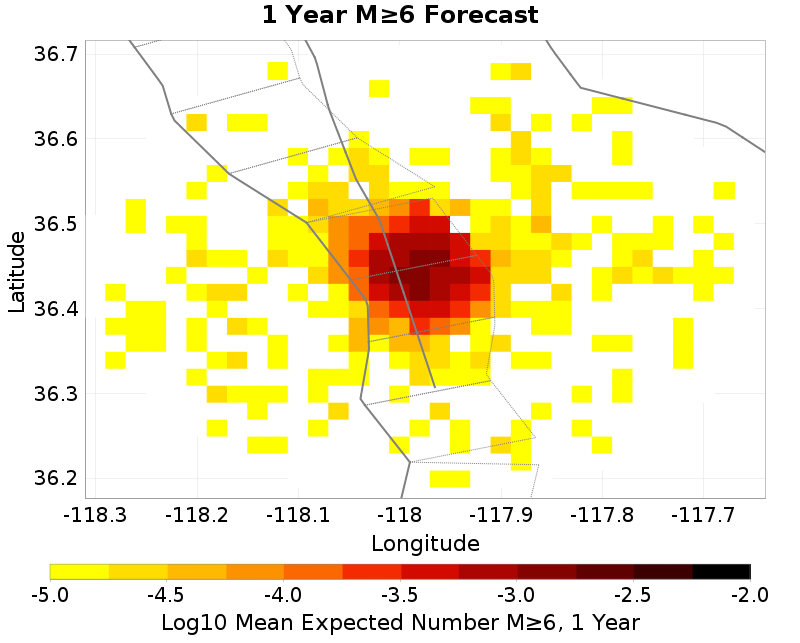 1 Year M≥6 Forecast
36.7
36.6
36.5
36.4
36.3
36.2
Latitude
-118.3 -118.2 -118.1 -118 -117.9 -117.8 -117.7
Longitude
-5.0 -4.5 -4.0 -3.5 -3.0 -2.5 -2.0
Log10 Mean Expected Number M≥6, 1 Year